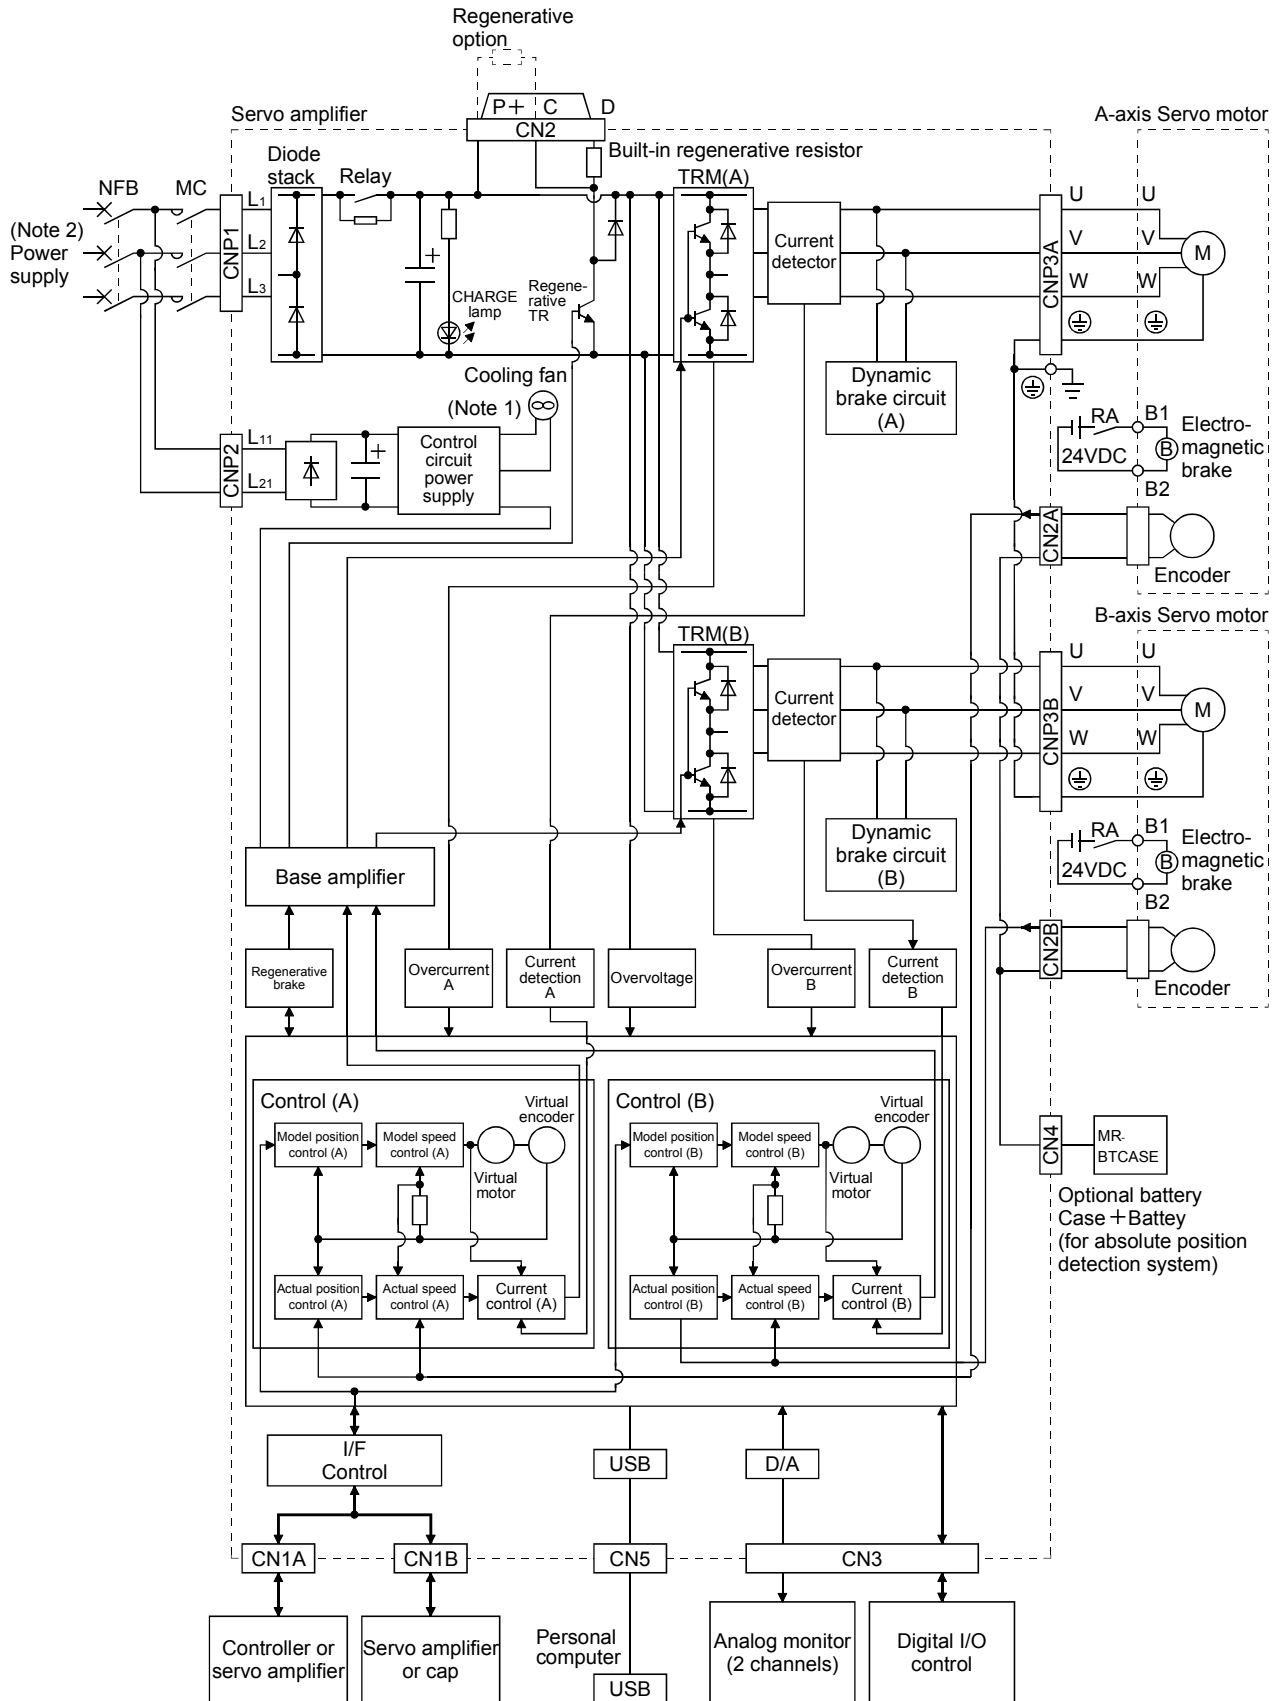 Regenerative
option
P+ C D
CN2
Servo amplifier
A-axis Servo motor
Built-in regenerative resistor
Diode
stack
Relay
TRM(A)
NFB MC
L1
L2
L3
CNP1
(Note 2)
Power
supply
CHARGE
lamp
Regene-
rative
TR
Current
detector
CNP3A
U U
V V
W W
M
Cooling fan
(Note 1)
Dynamic
brake circuit
(A)
RA
24VDC
B1
B
B2
Electro-
magnetic
brake
CNP2
L11
L21
Control
circuit
power
supply
CN2A
Encoder
B-axis Servo motor
TRM(B)
Current
detector
CNP3B
U U
V V
W W
M
Dynamic
brake circuit
(B)
RA
24VDC
B1
B
B2
Electro-
magnetic
brake
Base amplifier
CN2B
Encoder
Regenerative
brake
Overcurrent
A
Current
detection
A
Overvoltage
Overcurrent
B
Current
detection
B
Control (A)
Virtual
encoder
Model position
control (A)
Model speed
control (A)
Virtual
motor
Actual position
control (A)
Actual speed
control (A)
Current
control (A)
Control (B)
Virtual
encoder
Model position
control (B)
Model speed
control (B)
Virtual
motor
Actual position
control (B)
Actual speed
control (B)
Current
control (B)
CN4
MR-
BTCASE
Optional battery
Case+Battey
(for absolute position
detection system)
I/F
Control
USB
D/A
CN1A
CN1B
CN5
CN3
Controller or
servo amplifier
Servo amplifier
or cap
Personal
computer
USB
Analog monitor
(2 channels)
Digital I/O
control